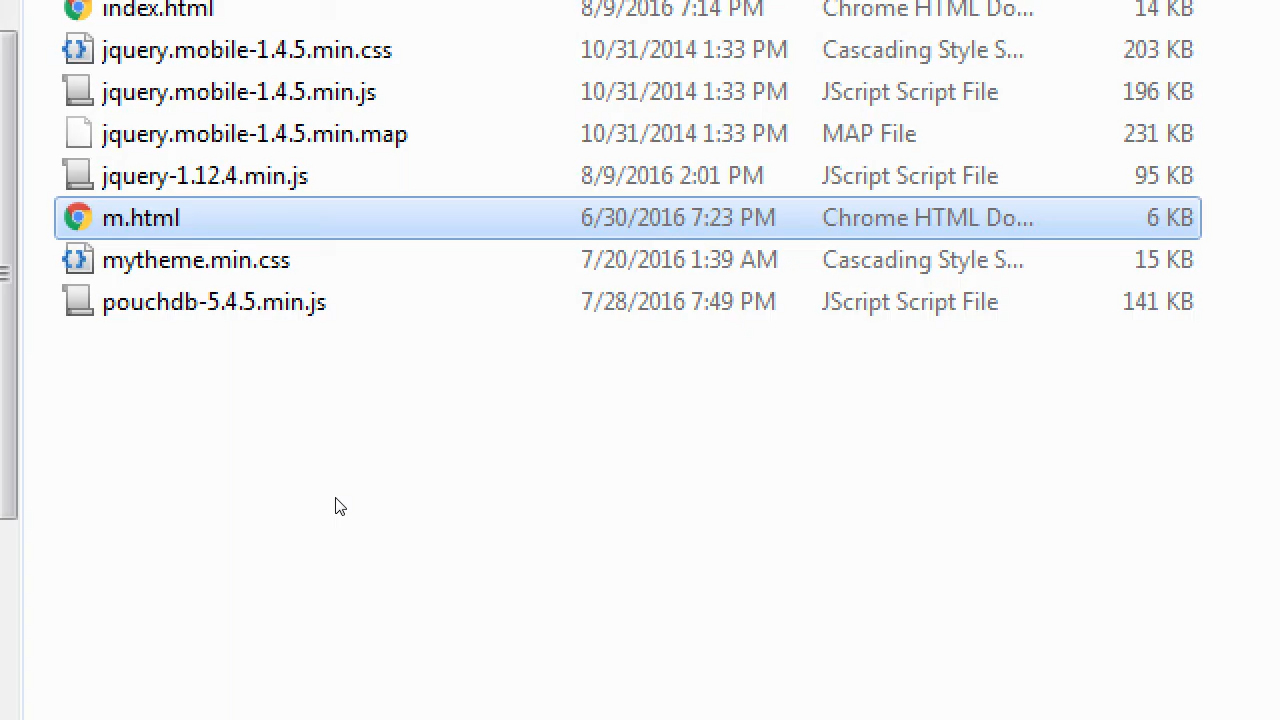 index.html 8/9/2016 7:14 PM Chrome HTML Do... 14 KB
jquery.mobile-1.4.5.min.css 10/31/2014 1:33 PM Cascading Style S... 203 KB
jquery.mobile-1.4.5.min.js 10/31/2014 1:33 PM JScript Script File 196 KB
jquery.mobile-1.4.5.min.map 10/31/2014 1:33 PM MAP File 231 KB
jquery-1.12.4.min.js 8/9/2016 2:01 PM JScript Script File 95 KB
m.html 6/30/2016 7:23 PM Chrome HTML Do... 6 KB
mytheme.min.css 7/20/2016 1:39 AM Cascading Style S... 15 KB
pouchdb-5.4.5.min.js 7/28/2016 7:49 PM JScript Script File 141 KB